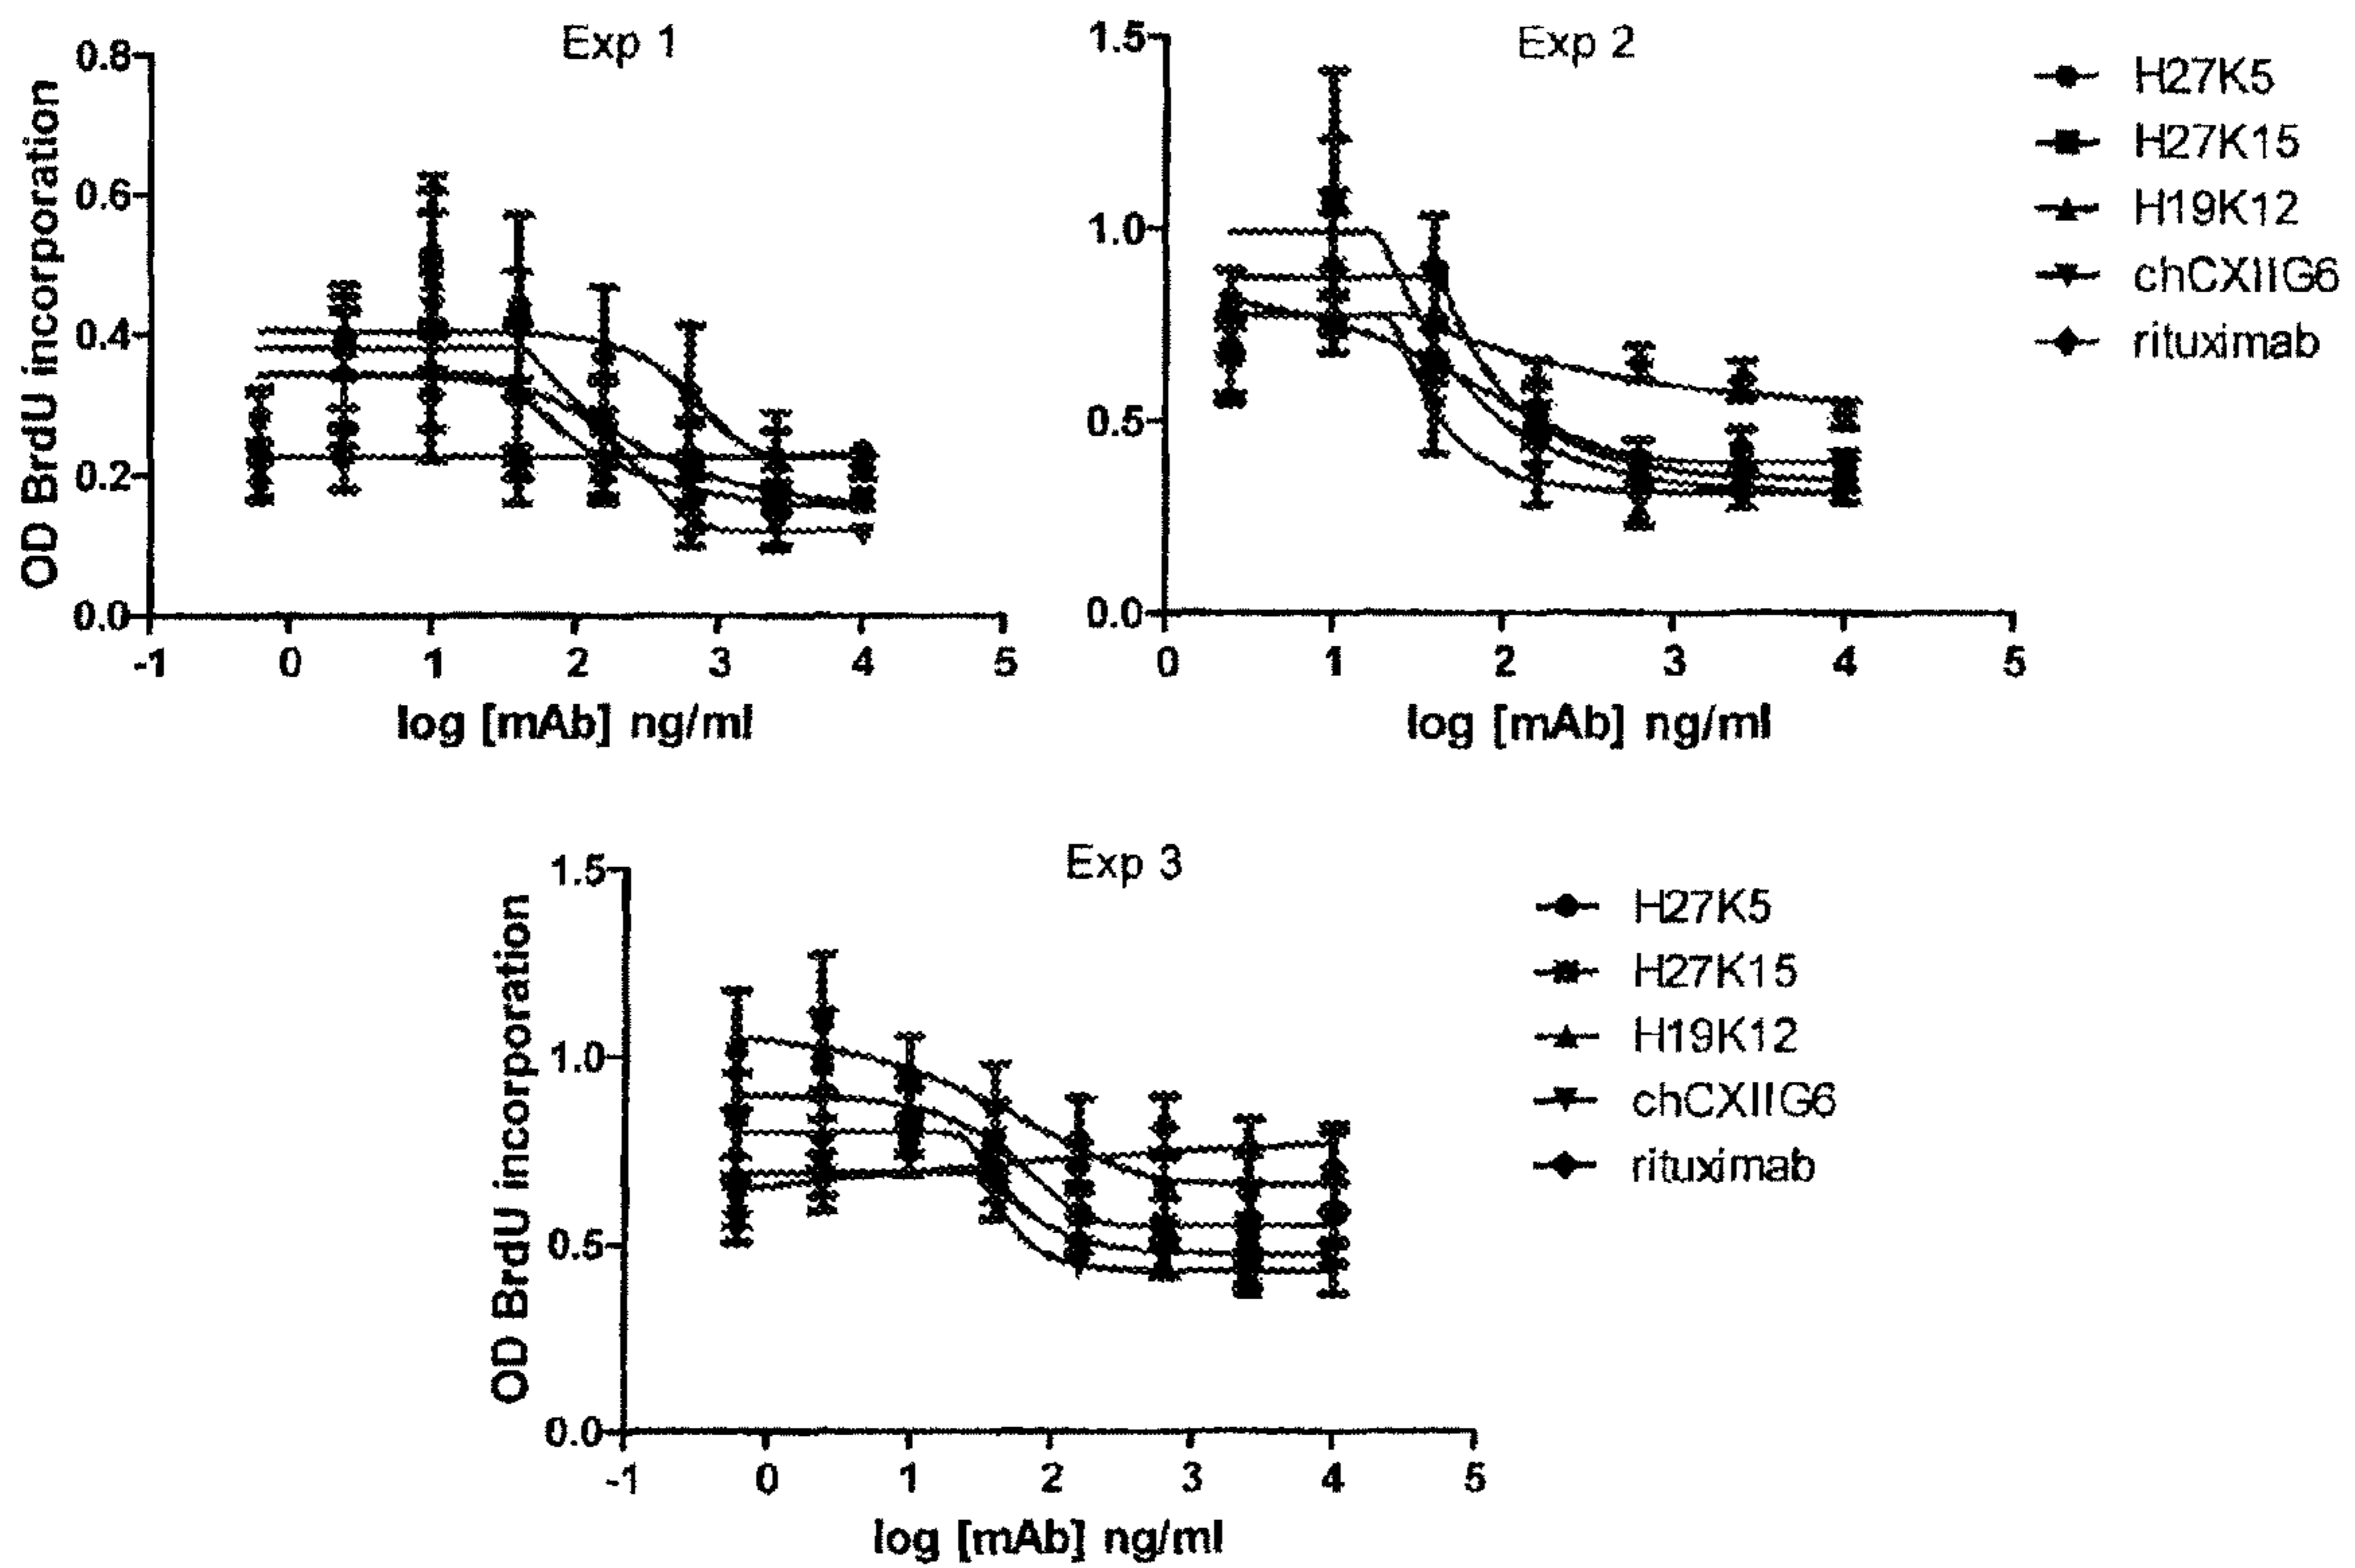 Exp 1
OD BrdU incorporation
0.8
0.6
0.4
0.2
0.0
-1 0 1 2 3 4 5
log [mAb] ng/ml
Exp 2
1.5
1.0
0.5
0.0
0 1 2 3 4 5
log [mAb] ng/ml
H27K5
H27K15
H19K12
chCXIIG6
rituximab
Exp 3
OD BrdU incorporation
1.5
1.0
0.5
0.0
-1 0 1 2 3 4 5
log [mAb] ng/ml
H27K5
H27K15
H19K12
chCXIIG6
rituximab